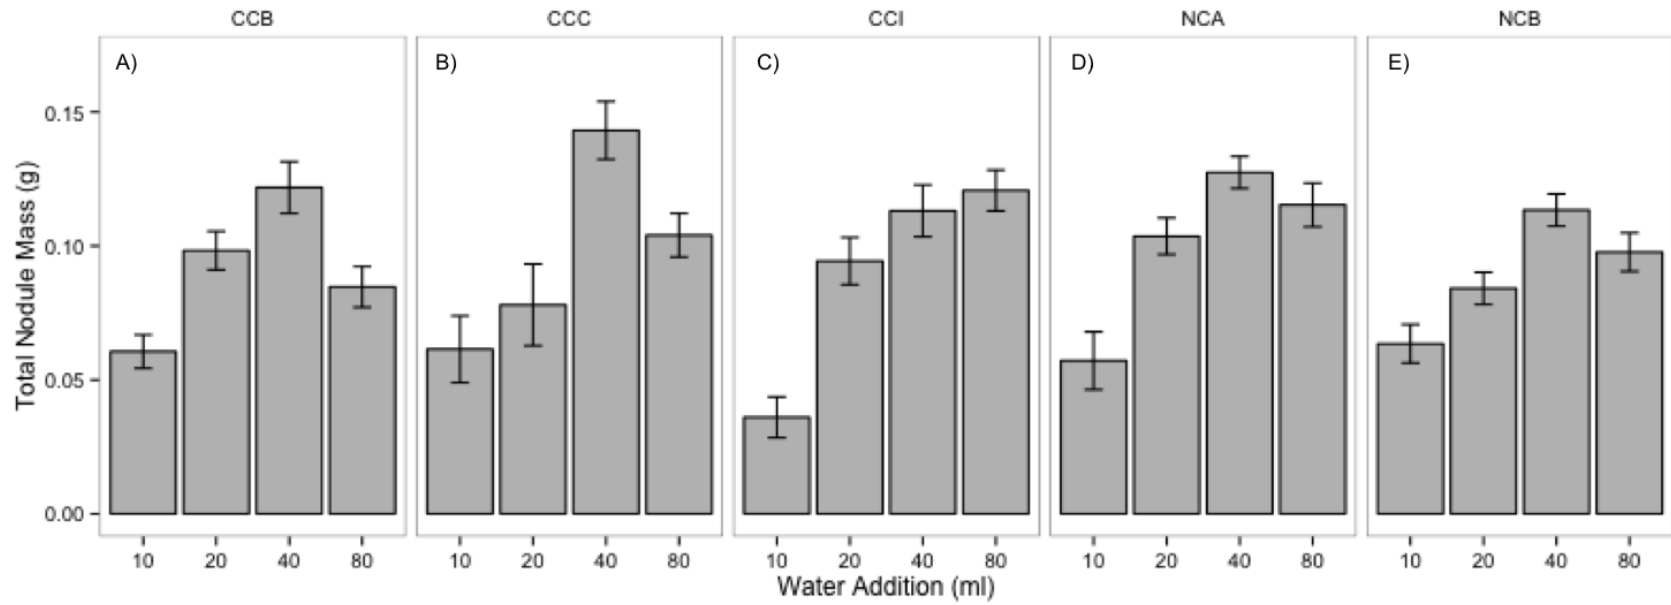 CCB CCC CCI NCA NCB
A) B) C) D) E)
Total Nodule Mass (g)
0.15
0.10
0.05
0.00
10 20 40 80 10 20 40 80 10 20 40 80 10 20 40 80 10 20 40 80
Water Addition (ml)